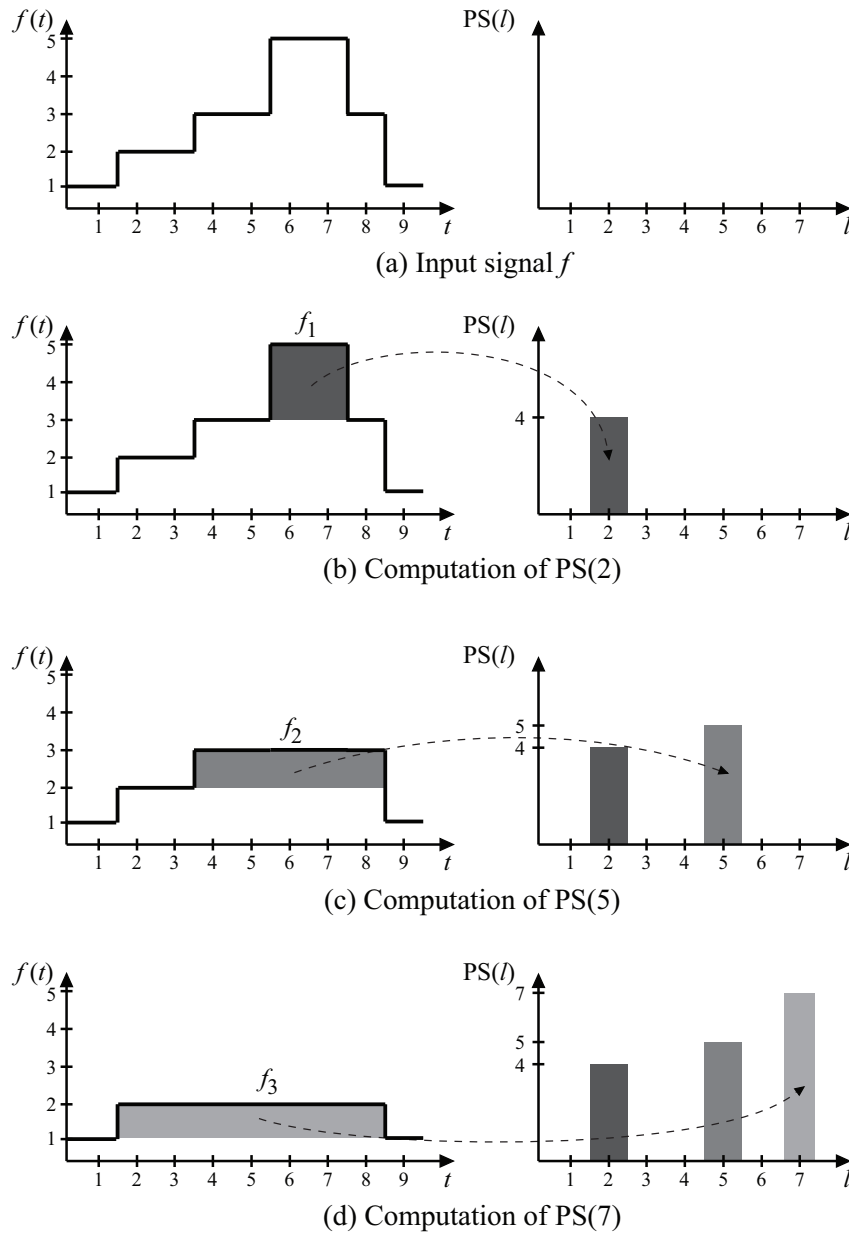 f(t)
5
4
3
2
1
1 2 3 4 5 6 7 8 9 t
PS(l)
1 2 3 4 5 6 7 l
(a) Input signal f
f(t)
5
4
3
2
1
f1
1 2 3 4 5 6 7 8 9 t
PS(l)
4
1 2 3 4 5 6 7 l
(b) Computation of PS(2)
f(t)
5
4
3
2
1
f2
1 2 3 4 5 6 7 8 9 t
PS(l)
5
4
1 2 3 4 5 6 7 l
(c) Computation of PS(5)
f(t)
5
4
3
2
1
f3
1 2 3 4 5 6 7 8 9 t
PS(l)
7
5
4
1 2 3 4 5 6 7 l
(d) Computation of PS(7)